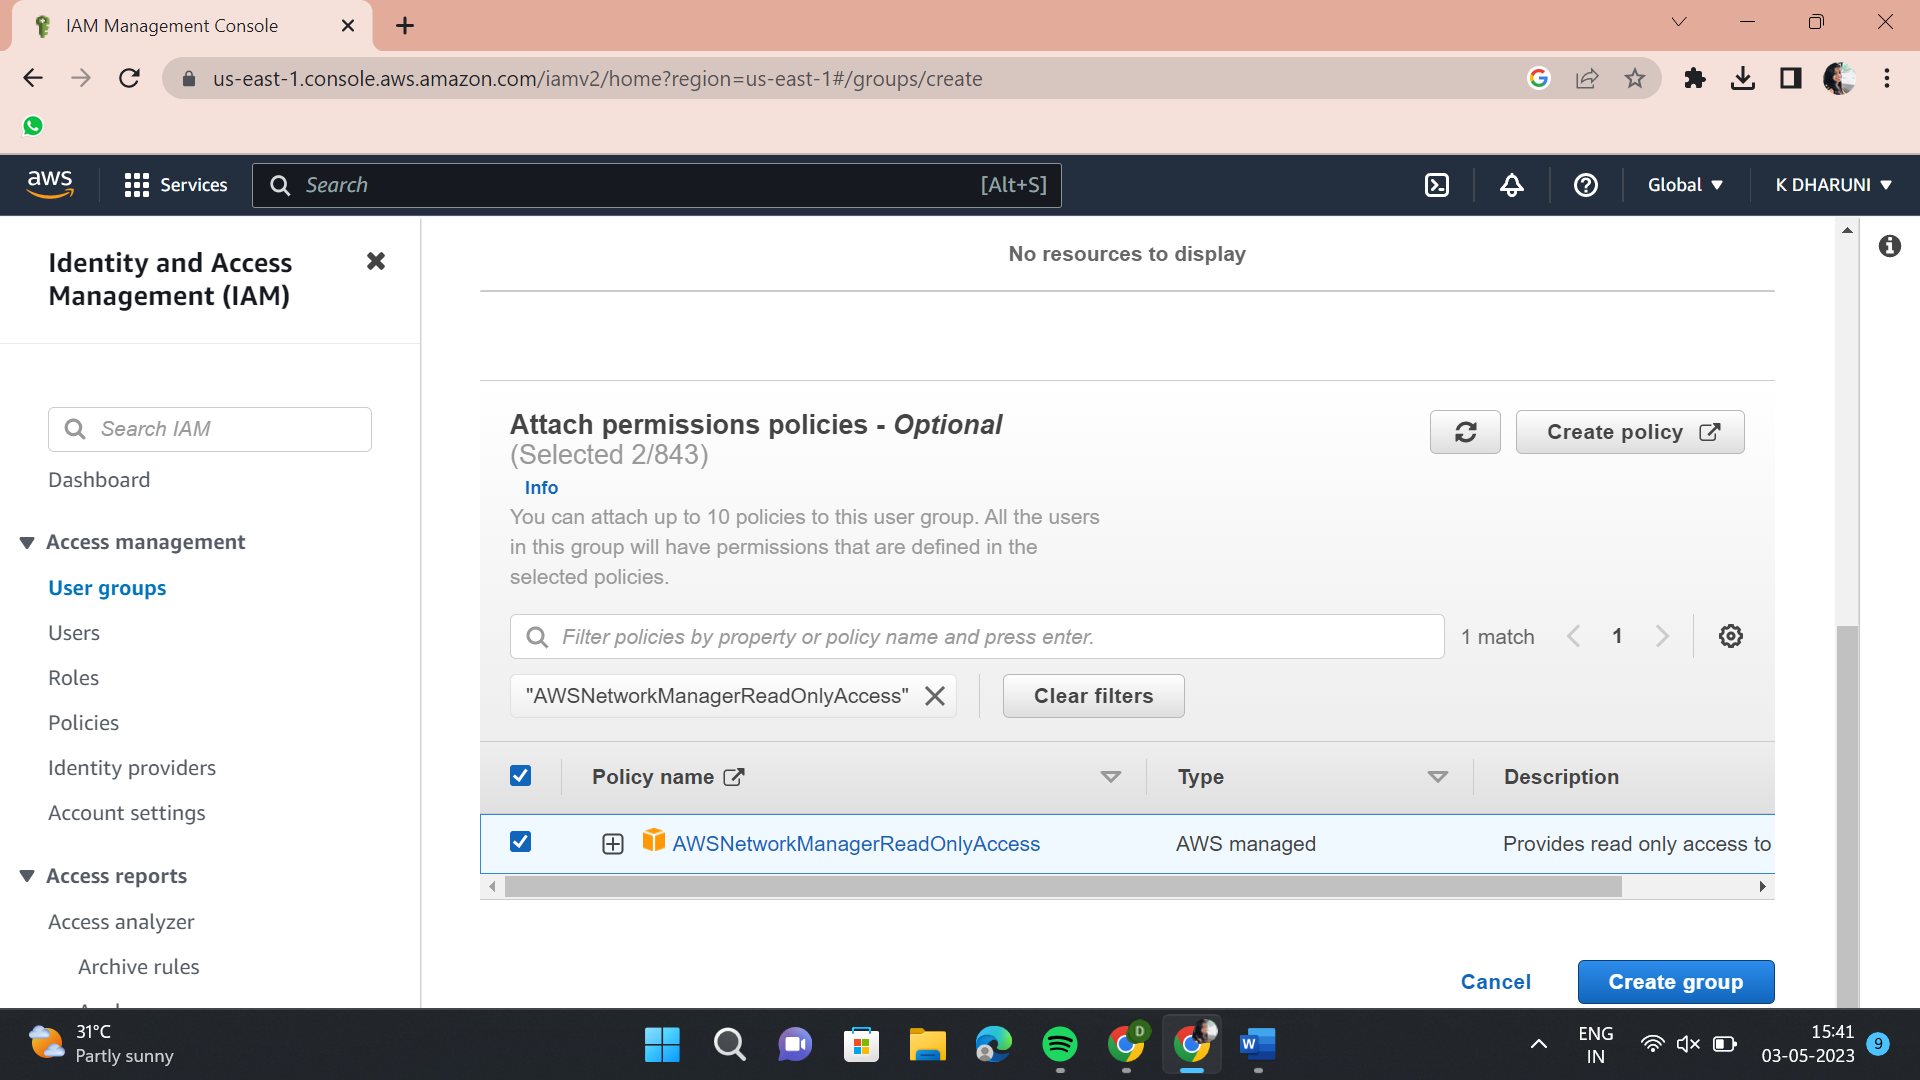 IAM Management Console
us-east-1.console.aws.amazon.com/iamv2/home?region=us-east-1#/groups/create
aws
Services
Search
[Alt+S]
Global
K DHARUNI
Identity and Access
Management (IAM)
Search IAM
Dashboard
Access management
User groups
Users
Roles
Policies
Identity providers
Account settings
Access reports
Access analyzer
Archive rules
No resources to display
Attach permissions policies - Optional
(Selected 2/843)
Info
You can attach up to 10 policies to this user group. All the users
in this group will have permissions that are defined in the
selected policies.
Create policy
Filter policies by property or policy name and press enter.
1 match
1
"AWSNetworkManagerReadOnlyAccess"
Clear filters
Policy name
Type
Description
AWSNetworkManagerReadOnlyAccess
AWS managed
Provides read only access to
Cancel
Create group
31°C
Partly sunny
D
W
ENG
IN
15:41
03-05-2023
9